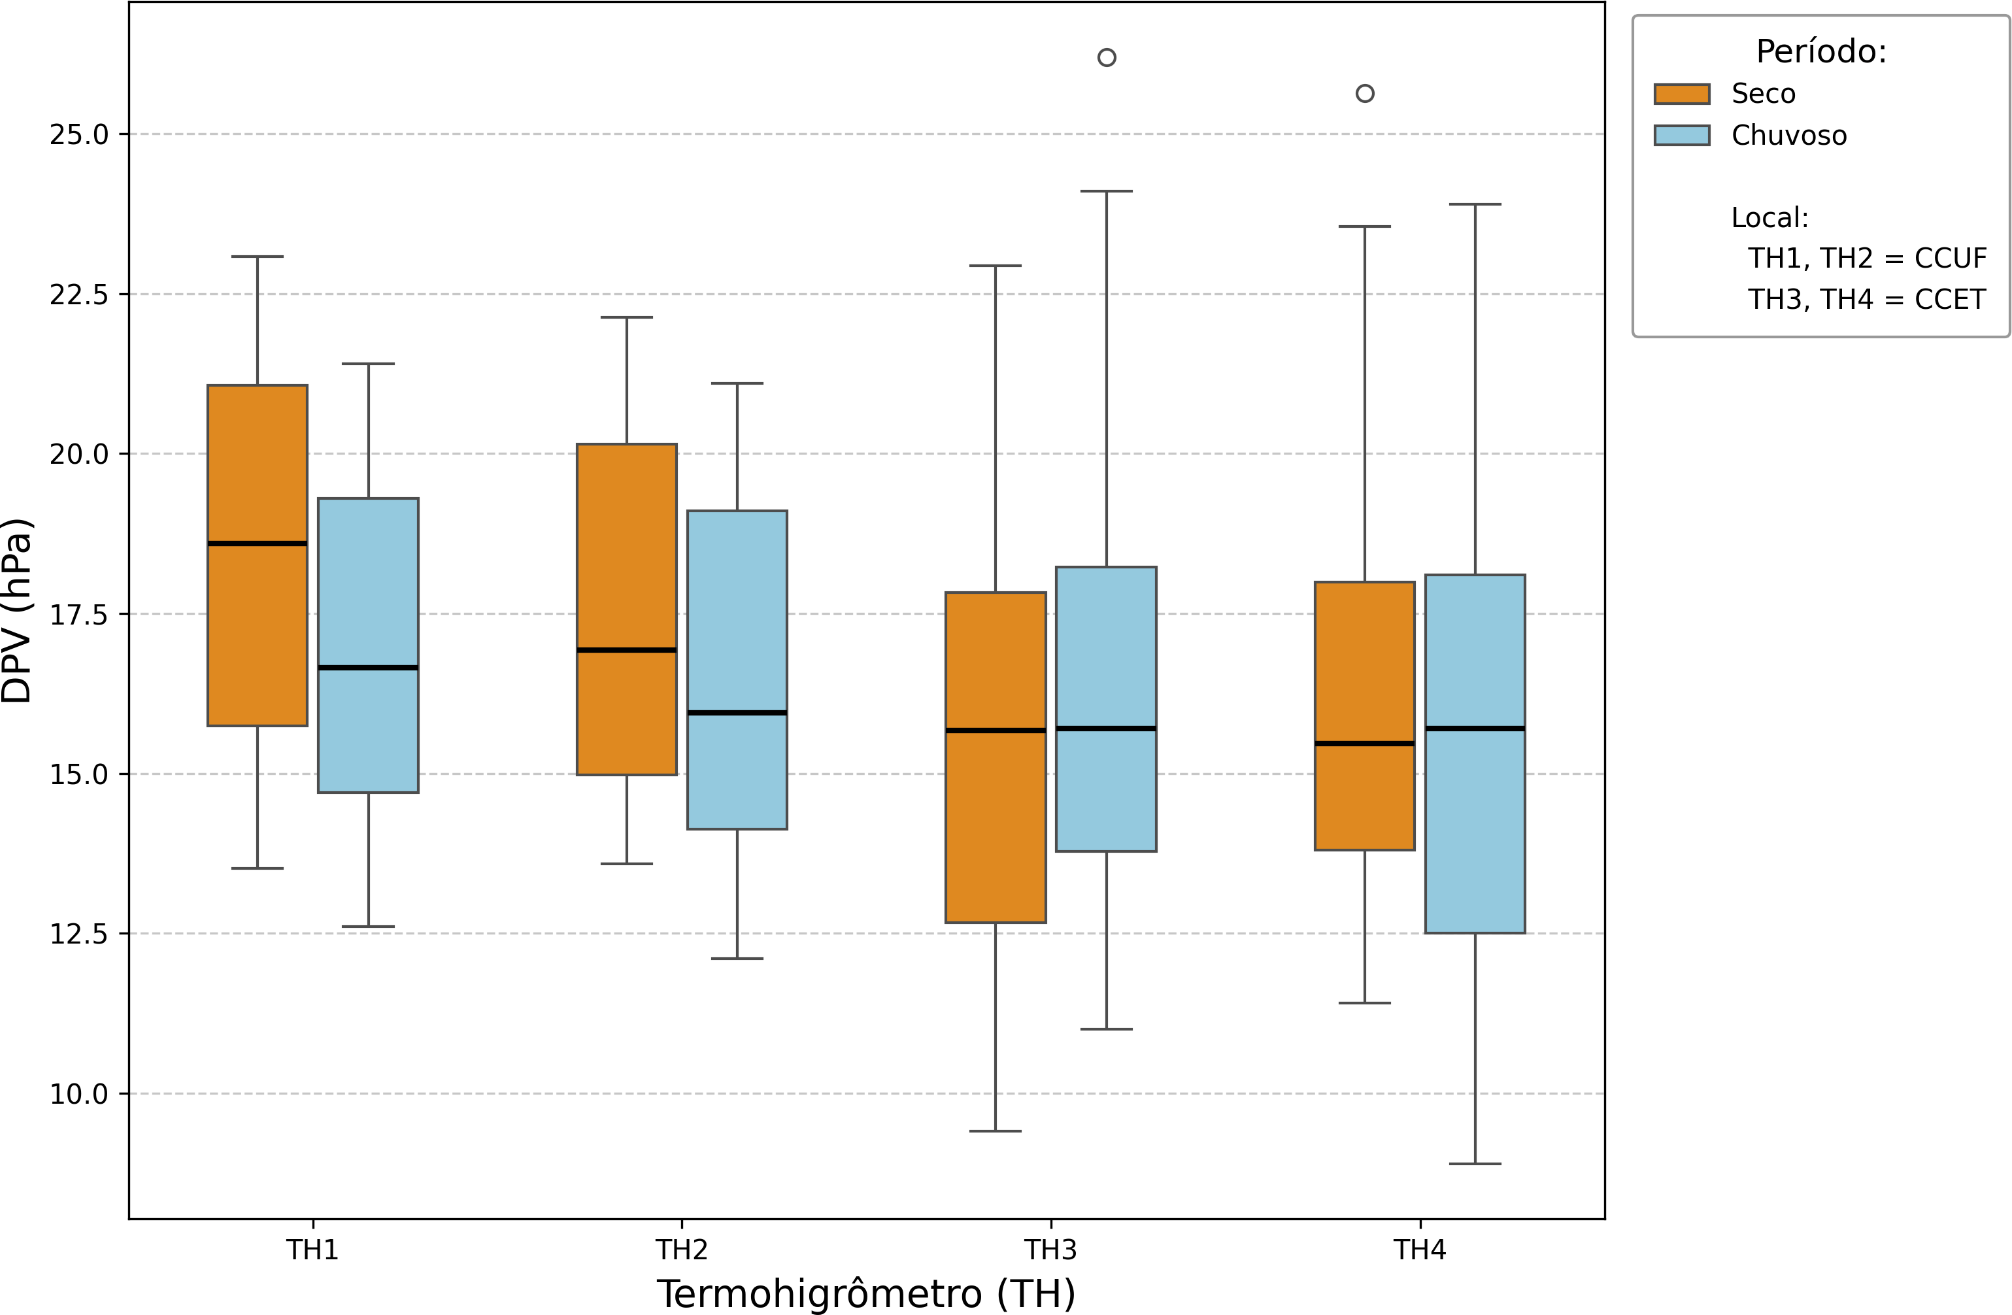 DPV (hPa)
25.0
22.5
20.0
17.5
15.0
12.5
10.0
TH1
TH2
TH3
TH4
Termohigrômetro (TH)
Período:
Seco
Chuvoso
Local:
TH1, TH2 = CCUF
TH3, TH4 = CCET